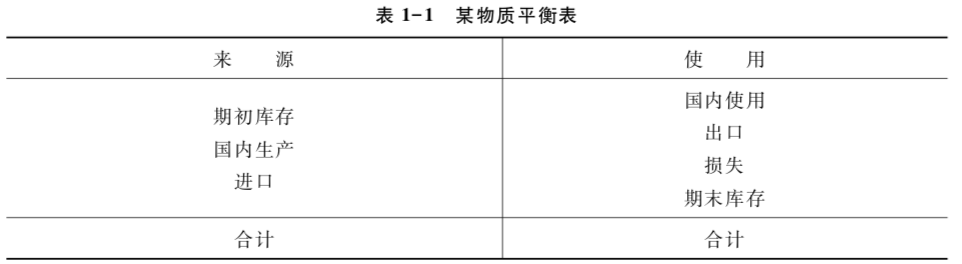 表 1-1 某物质平衡表
来 源 使 用
期初库存
国内生产
进口
国内使用
出口
损失
期末库存
合计 合计